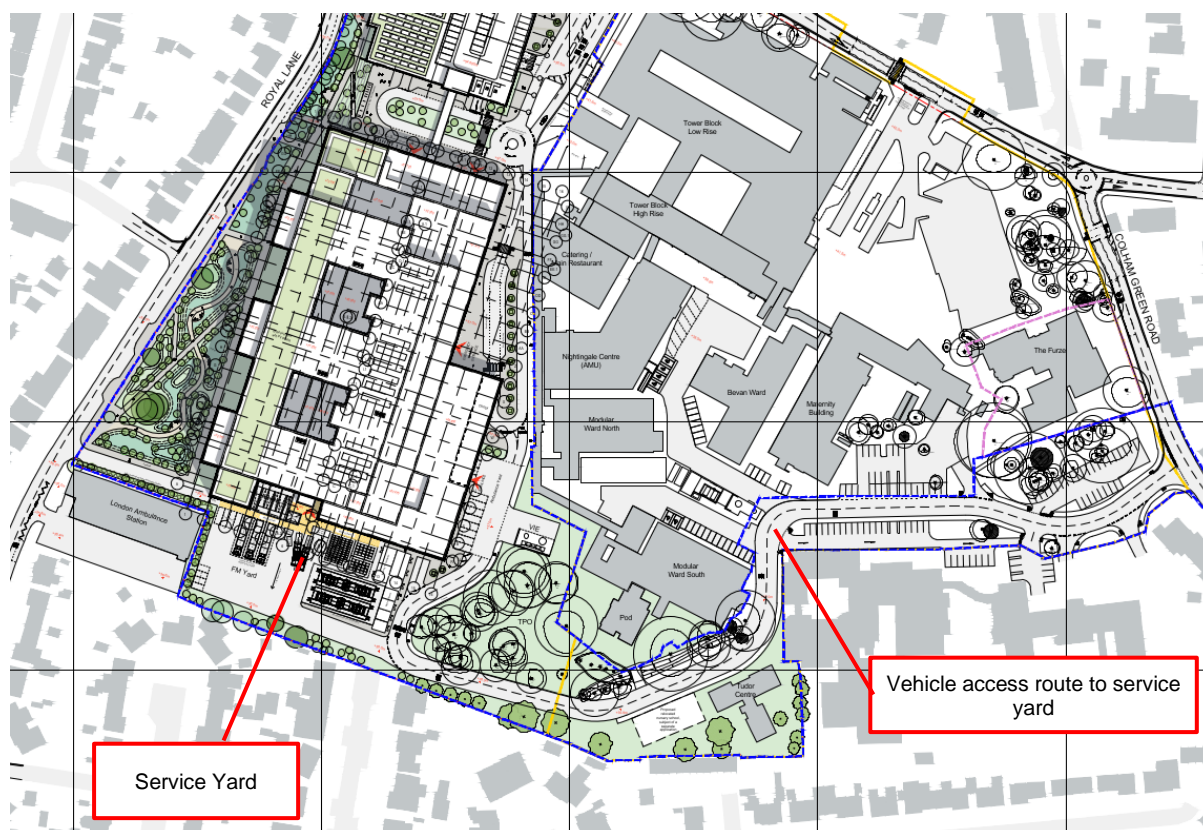 ROYAL LANE
Tower Block
Low Rise
Tower Block
High Rise
Catering /
Main Restaurant
COLHAM GREEN ROAD
The Furze
Nightingale Centre
(AMU)
Bevan Ward
Maternity
Building
Modular
Ward North
London Ambulance
Station
VIE
FM Yard
Modular
Ward South
Pod
TPO
Tudor
Centre
Vehicle access route to service
yard
Service Yard